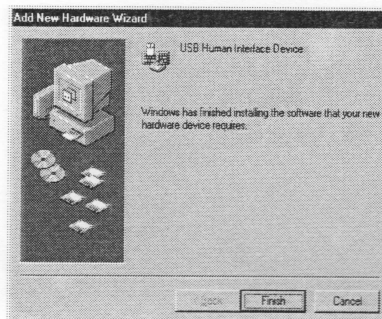 Add New Hardware Wizard
USB Human Interface Device
Windows has finished installing the software that your new
hardware device requires.
< Back
Finish
Cancel